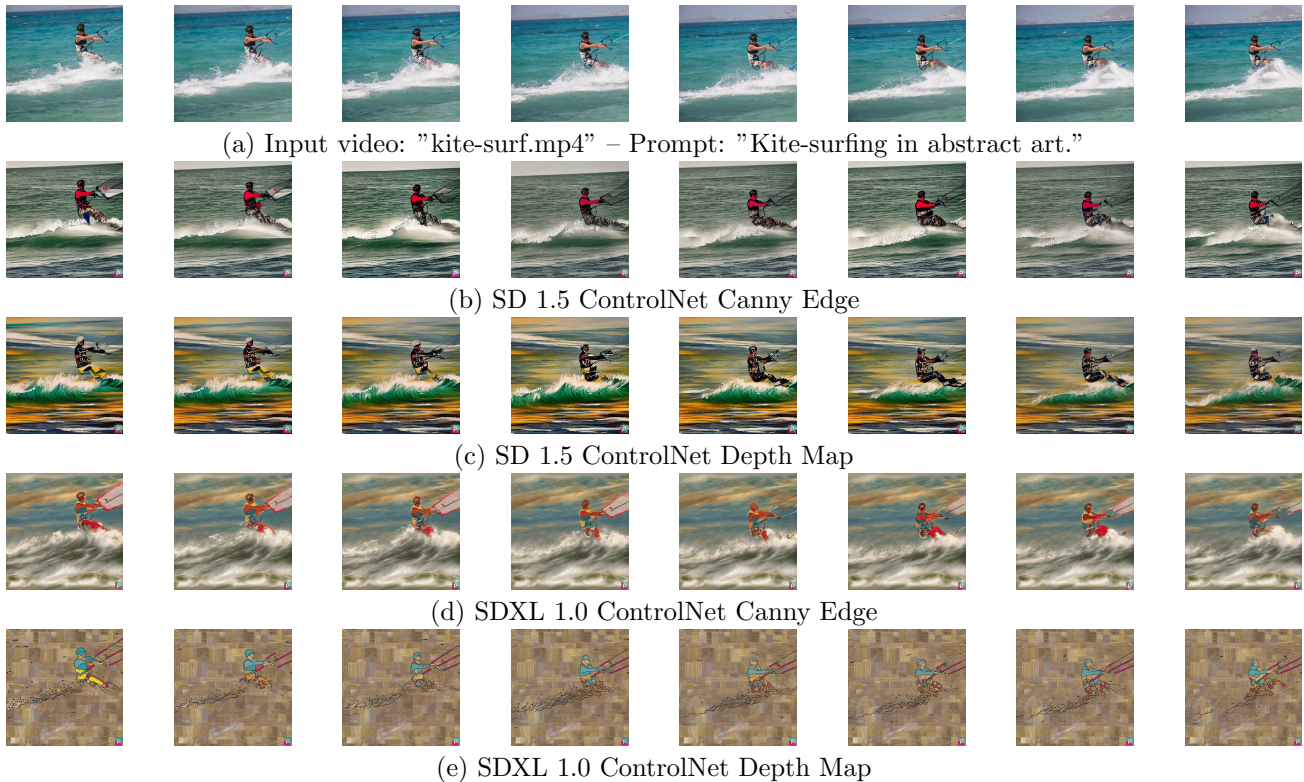 (a) Input video: ”kite-surf.mp4” – Prompt: ”Kite-surfing in abstract art.”
(b) SD 1.5 ControlNet Canny Edge
(c) SD 1.5 ControlNet Depth Map
(d) SDXL 1.0 ControlNet Canny Edge
(e) SDXL 1.0 ControlNet Depth Map